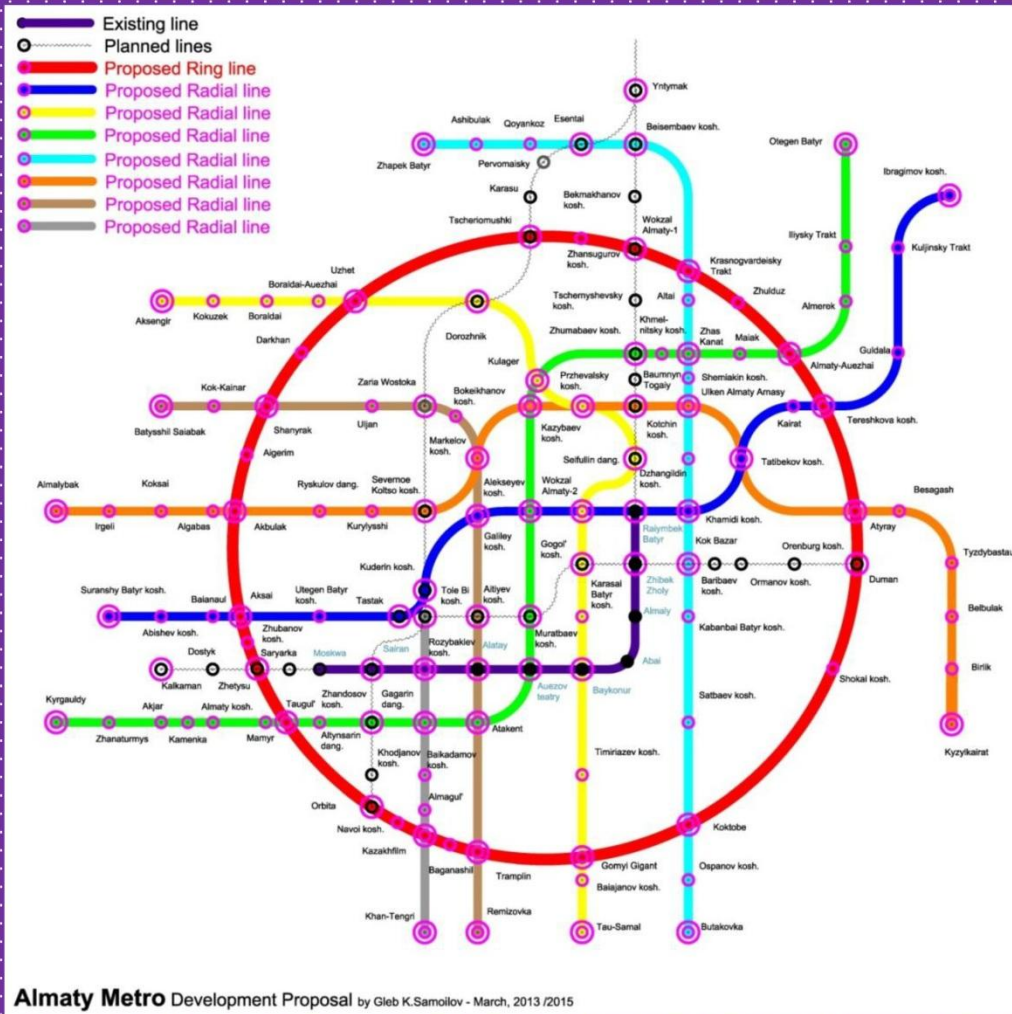 Existing line
Planned lines
Proposed Ring line
Proposed Radial line
Proposed Radial line
Proposed Radial line
Proposed Radial line
Proposed Radial line
Proposed Radial line
Proposed Radial line
Yntymak
Ashibulak
Qoyankoz
Esentai
Beisembaev kosh.
Otegen Batyr
Zhapek Batyr
Pervomaisky
Ibragimov kosh.
Karasu
Bekmakhanov
kosh.
Tscheriomushki
Wokzal
Almaty-1
Iliysky Trakt
Kuljinsky Trakt
Zhansugurov
kosh.
Krasnogvardeisky
Trakt
Uzhet
Boraldai-Auezhai
Aksengir
Kokuzek
Boraldai
Tschernyshevsky
kosh.
Altai
Zhulduz
Almerek
Dorozhnik
Zhumabaev kosh.
Khmel-
nitsky kosh.
Zhas
Kanat
Maiak
Darkhan
Kulager
Almaty-Auezhai
Guldala
Przhevalsky
kosh.
Baumnyn
Togaiy
Shemiakin kosh.
Kok-Kainar
Zaria Wostoka
Bokeikhanov
kosh.
Ulken Almaty Arnasy
Batysshil Saiabak
Shanyrak
Uljan
Markelov
kosh.
Kazybaev
kosh.
Kotchin
kosh.
Kairat
Tereshkova kosh.
Aigerim
Seifullin dang.
Tatibekov kosh.
Almalybak
Koksai
Ryskulov dang.
Severnoe
Koltso kosh.
Alekseyev
kosh.
Wokzal
Almaty-2
Dzhangildin
kosh.
Besagash
Irgeli
Algabas
Akbulak
Kurylysshi
Galiley
kosh.
Raiymbek
Batyr
Khamidi kosh.
Atyray
Gogol'
kosh.
Kok Bazar
Orenburg kosh.
Tyzdybastau
Kuderin kosh.
Suranshy Batyr kosh.
Baianaul
Aksai
Utegen Batyr
kosh.
Tastak
Toie Bi
kosh.
Aitiyev
kosh.
Karasai
Batyr
kosh.
Zhibek
Zholy
Baribaev
kosh.
Ormanov kosh.
Duman
Abishev kosh.
Zhubanov
kosh.
Almaly
Kabanbai Batyr kosh.
Belbulak
Dostyk
Saryarka
Moskwa
Sairan
Rozybakiev
kosh.
Alatay
Muratbaev
kosh.
Abai
Kalkaman
Zhetysu
Zhandosov
kosh.
Gagarin
dang.
Auezov
teatry
Baykonur
Satbaev kosh.
Shokai kosh.
Birlik
Kyrgauldy
Akjar
Almaty kosh.
Taugul'
Zhanaturmys
Kamenka
Mamyr
Altynsarin
dang.
Atakent
Khodjanov
kosh.
Baikadamov
kosh.
Timiriazev kosh.
Kyzylkairat
Orbita
Almagul'
Navoi kosh.
Koktobe
Kazakhfilm
Baganashil
Tramplin
Gornyi Gigant
Ospanov kosh.
Baiajanov kosh.
Khan-Tengri
Remizovka
Tau-Samal
Butakovka
Almaty Metro Development Proposal by Gleb K.Samoilov - March, 2013 /2015